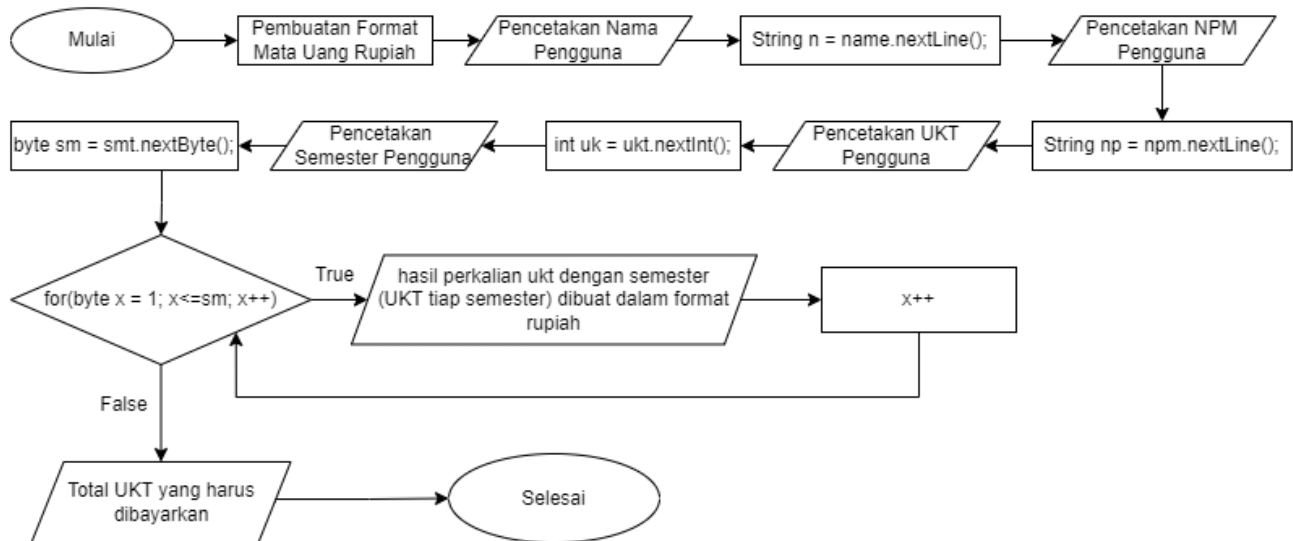 Mulai
Pembuatan Format
Mata Uang Rupiah
Pencetakan Nama
Pengguna
String n = name.nextLine();
Pencetakan NPM
Pengguna
String np = npm.nextLine();
Pencetakan UKT
Pengguna
int uk = ukt.nextInt();
Pencetakan
Semester Pengguna
byte sm = smt.nextByte();
for(byte x = 1; x<=sm; x++)
True
hasil perkalian ukt dengan semester
(UKT tiap semester) dibuat dalam format
rupiah
x++
False
Total UKT yang harus
dibayarkan
Selesai